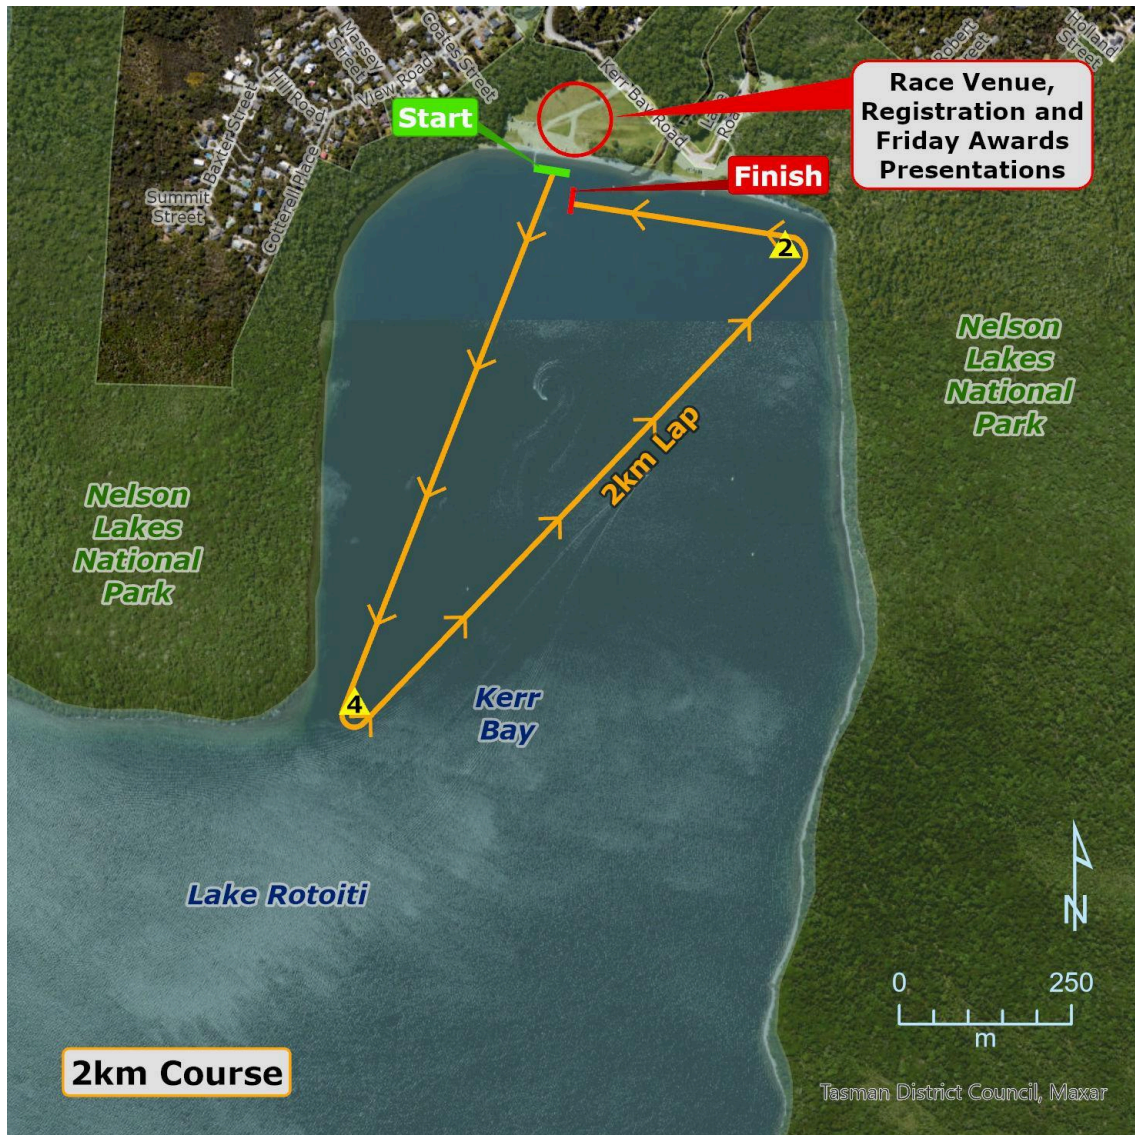 Massel
Street
Coates Street
View Road
Hill Road
Baxter Street
Cotterell Place
Summit
Street
Kerr Bay Road
Robert
Street
Holland
Street
Start
Finish
Race Venue,
Registration and
Friday Awards
Presentations
2
Nelson
Lakes
National
Park
2km Lap
Nelson
Lakes
National
Park
4
Kerr
Bay
Lake Rotoiti
N
0 250
m
2km Course
Tasman District Council, Maxar